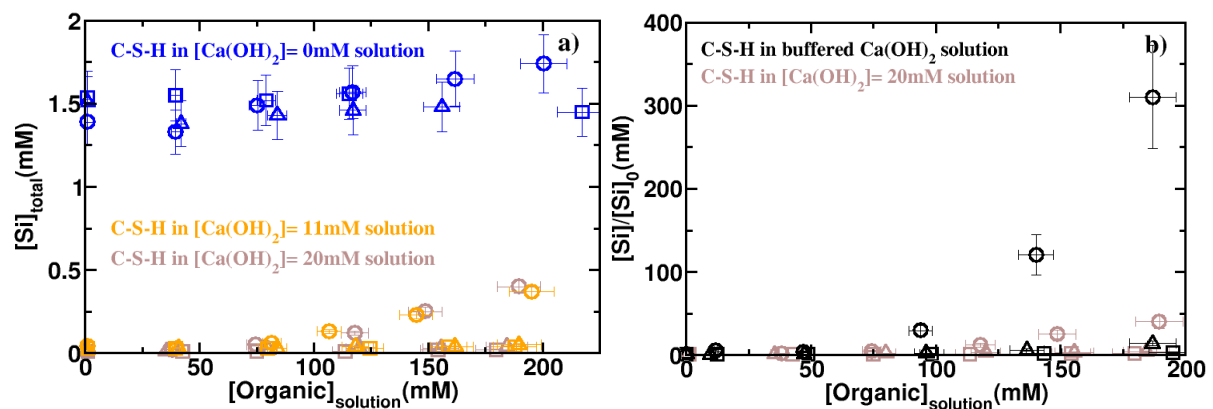 a)
C-S-H in [Ca(OH)2]= 0mM solution
C-S-H in [Ca(OH)2]= 11mM solution
C-S-H in [Ca(OH)2]= 20mM solution
[Si]total(mM)
2
1.5
1
0.5
0
0
50
100
150
200
[Organic]solution(mM)
b)
C-S-H in buffered Ca(OH)2 solution
C-S-H in [Ca(OH)2]= 20mM solution
[Si]/[Si]0(mM)
400
300
200
100
0
0
50
100
150
200
[Organic]solution(mM)